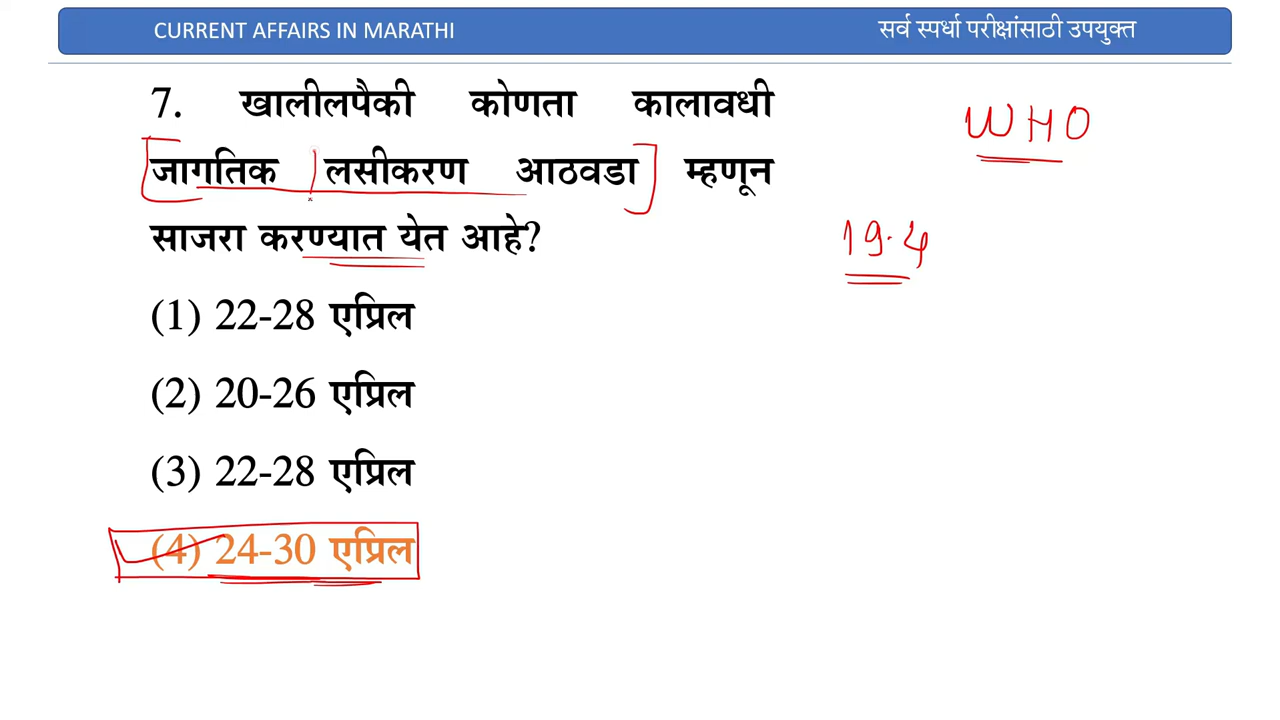 CURRENT AFFAIRS IN MARATHI
सर्व स्पर्धा परीक्षांसाठी उपयुक्त
7. खालीलपैकी कोणता कालावधी
जागतिक लसीकरण आठवडा म्हणून
साजरा करण्यात येत आहे?
(1) 22-28 एप्रिल
(2) 20-26 एप्रिल
(3) 22-28 एप्रिल
(4) 24-30 एप्रिल
WHO
19.4